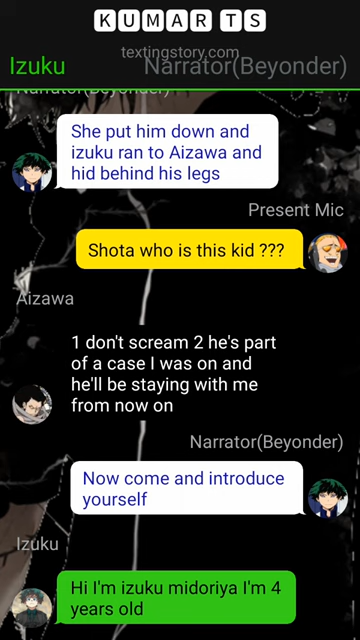 KUMAR TS
textingstory.com
Izuku
Narrator(Beyonder)
Narrator(Beyonder)
She put him down and
izuku ran to Aizawa and
hid behind his legs
Present Mic
Shota who is this kid ???
Aizawa
1 don't scream 2 he's part
of a case I was on and
he'll be staying with me
from now on
Narrator(Beyonder)
Now come and introduce
yourself
Izuku
Hi I'm izuku midoriya I'm 4
years old